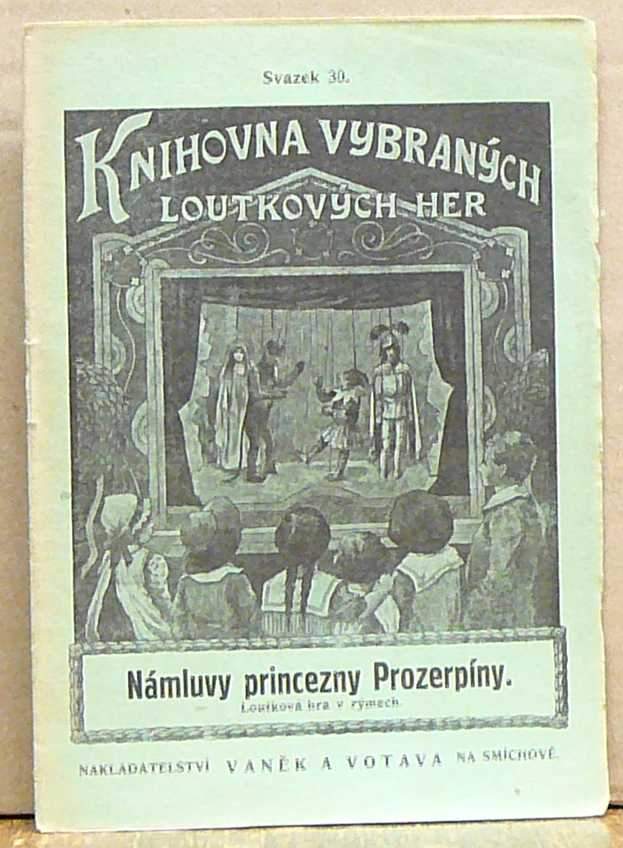 Svazek 30.
KNIHOVNA VYBRANÝCH
LOUTKOVÝCH HER
Námluvy princezny Prozerpíny.
Loutková hra v rýmech.
NAKLADATELSTVÍ VANĚK A VOTAVA NA SMÍCHOVĚ.